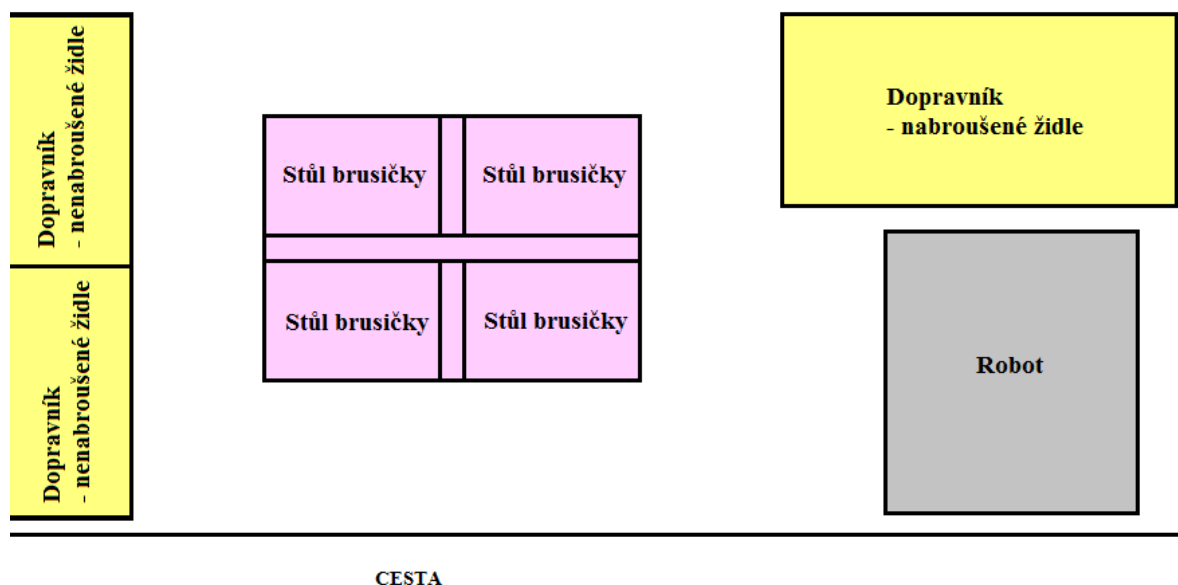 Dopravník
- nenabroušené židle
Dopravník
- nenabroušené židle
Stůl brusičky
Stůl brusičky
Stůl brusičky
Stůl brusičky
Dopravník
- nabroušené židle
Robot
CESTA